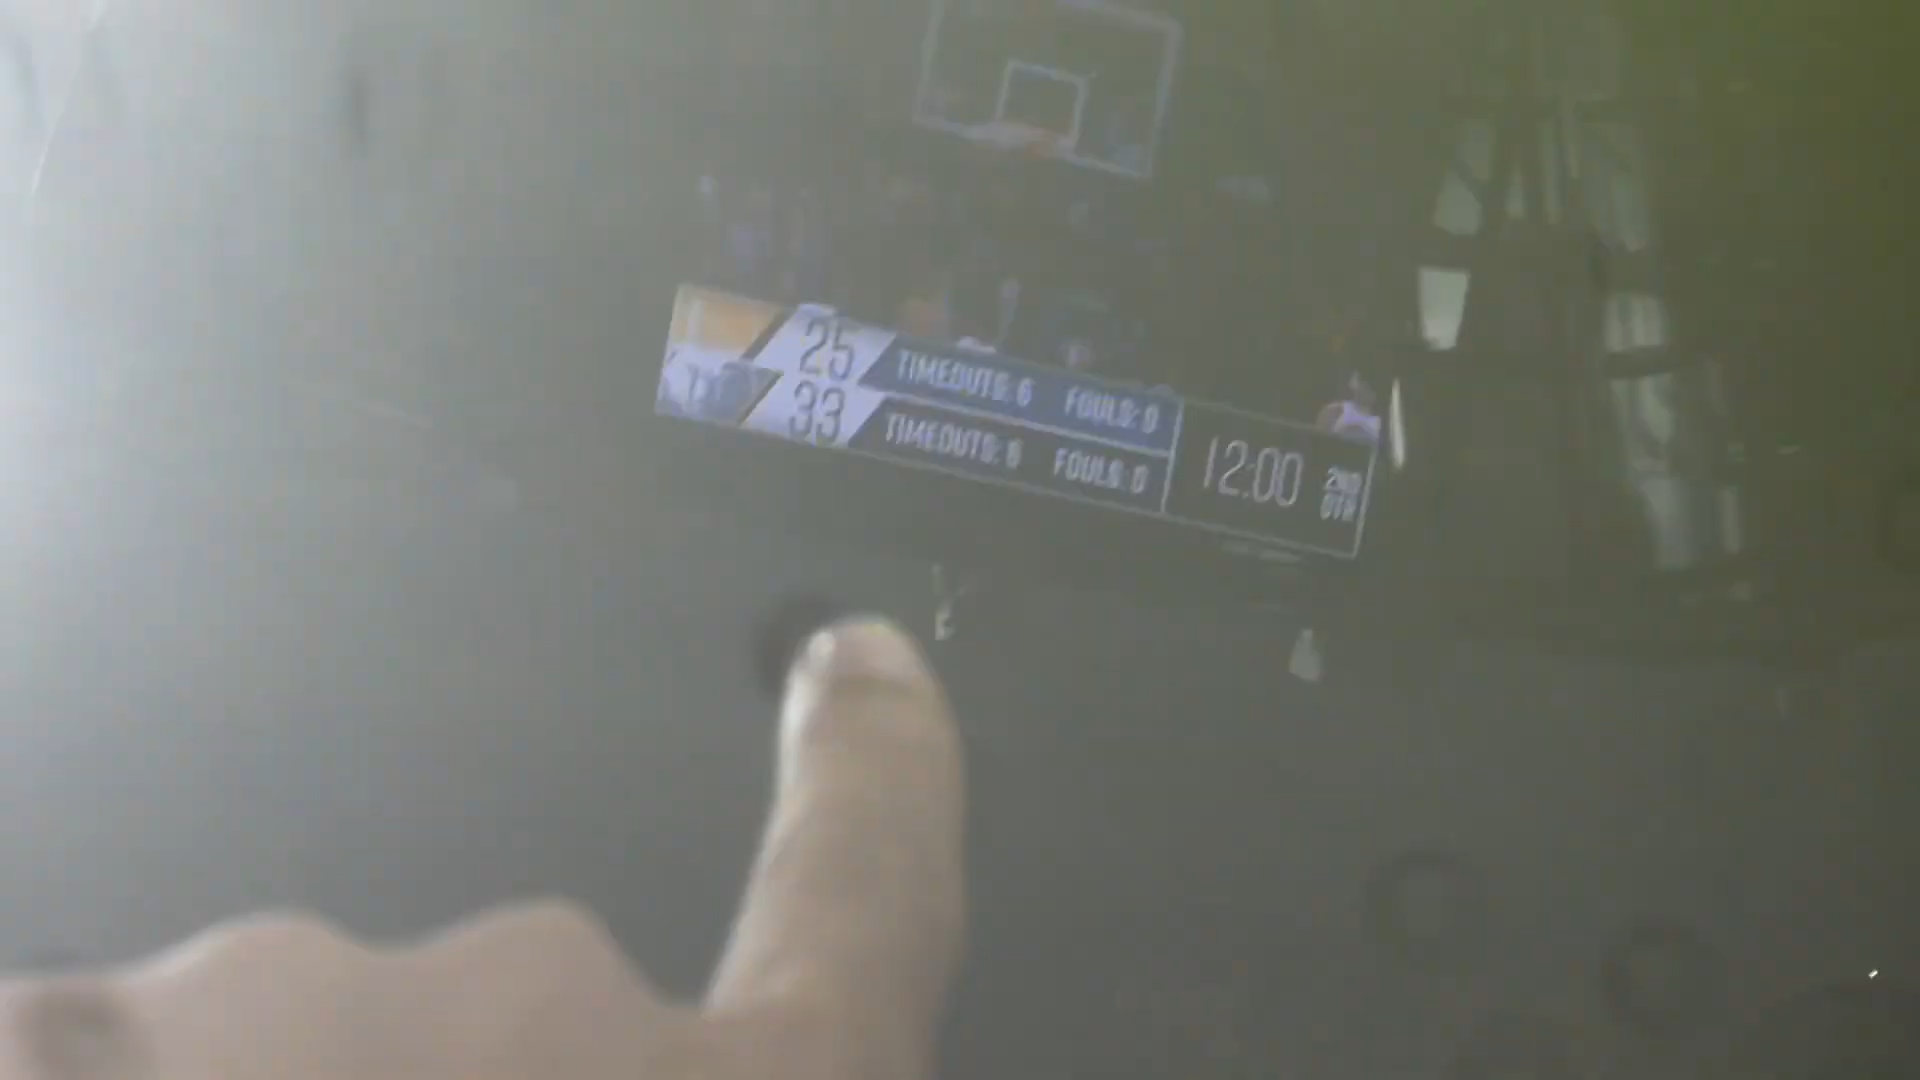 25 TIMEOUTS: 6 FOULS: 0
33 TIMEOUTS: 6 FOULS: 0
12:00 2ND QTR